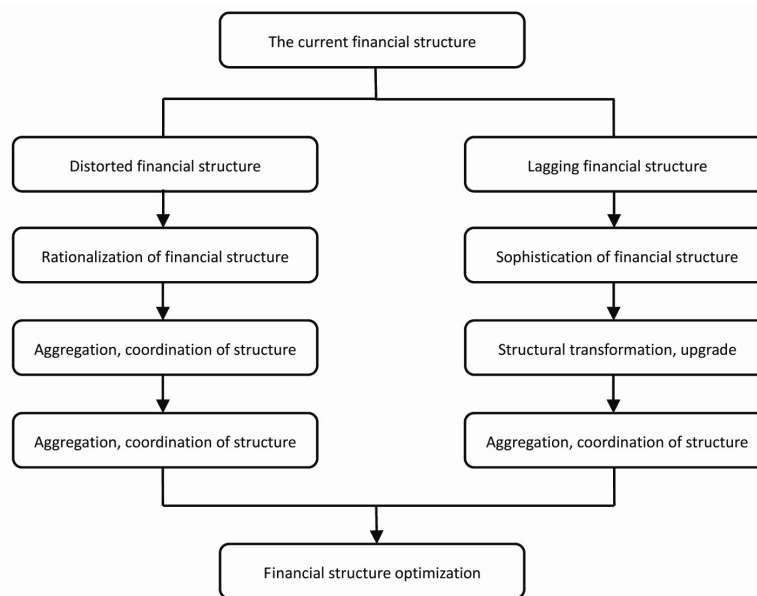 The current financial structure
Distorted financial structure
Lagging financial structure
Rationalization of financial structure
Sophistication of financial structure
Aggregation, coordination of structure
Structural transformation, upgrade
Aggregation, coordination of structure
Aggregation, coordination of structure
Financial structure optimization